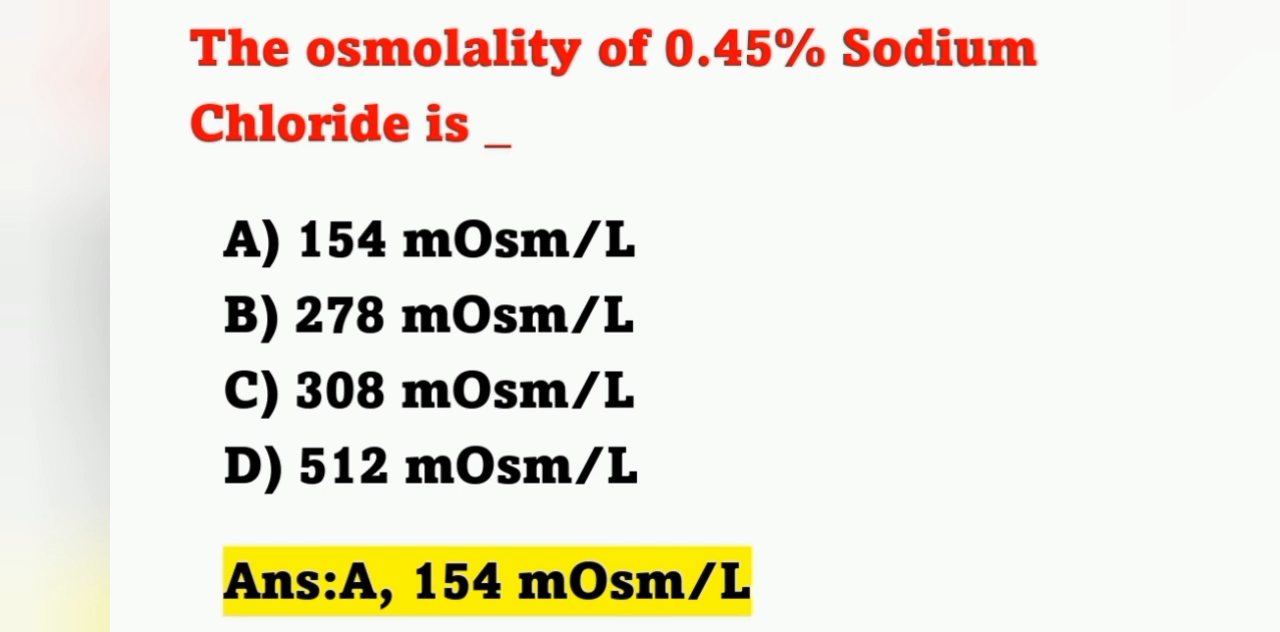 The osmolality of 0.45% Sodium
Chloride is _
A) 154 mOsm/L
B) 278 mOsm/L
C) 308 mOsm/L
D) 512 mOsm/L
Ans:A, 154 mOsm/L